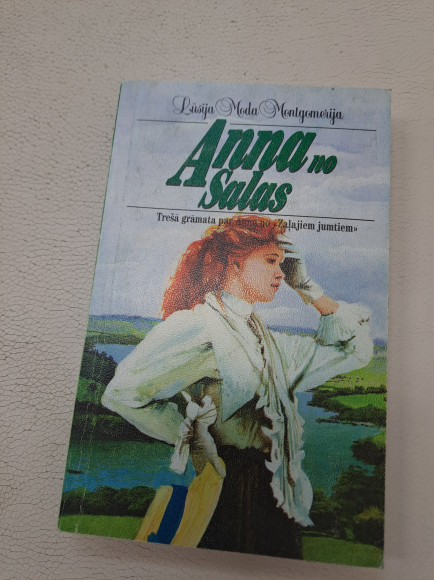 Lūsija Moda Montgomerija
Anna no
Salas
Trešā grāmata par Annu no «Zaļajiem jumtiem»